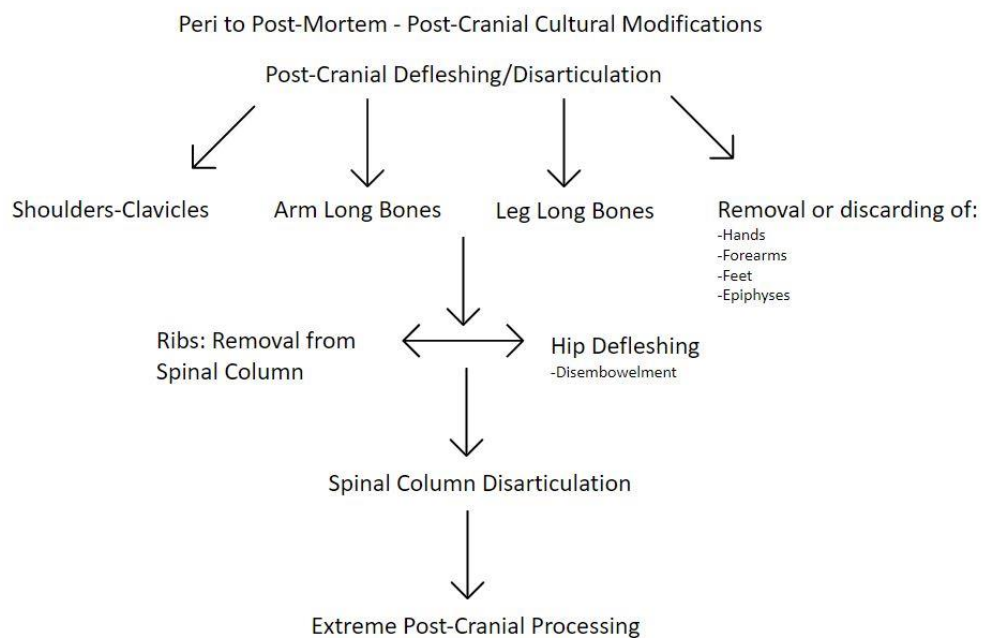 Peri to Post-Mortem - Post-Cranial Cultural Modifications
Post-Cranial Defleshing/Disarticulation
Shoulders-Clavicles
Arm Long Bones
Leg Long Bones
Removal or discarding of:
-Hands
-Forearms
-Feet
-Epiphyses
Ribs: Removal from
Spinal Column
Hip Defleshing
-Disembowelment
Spinal Column Disarticulation
Extreme Post-Cranial Processing